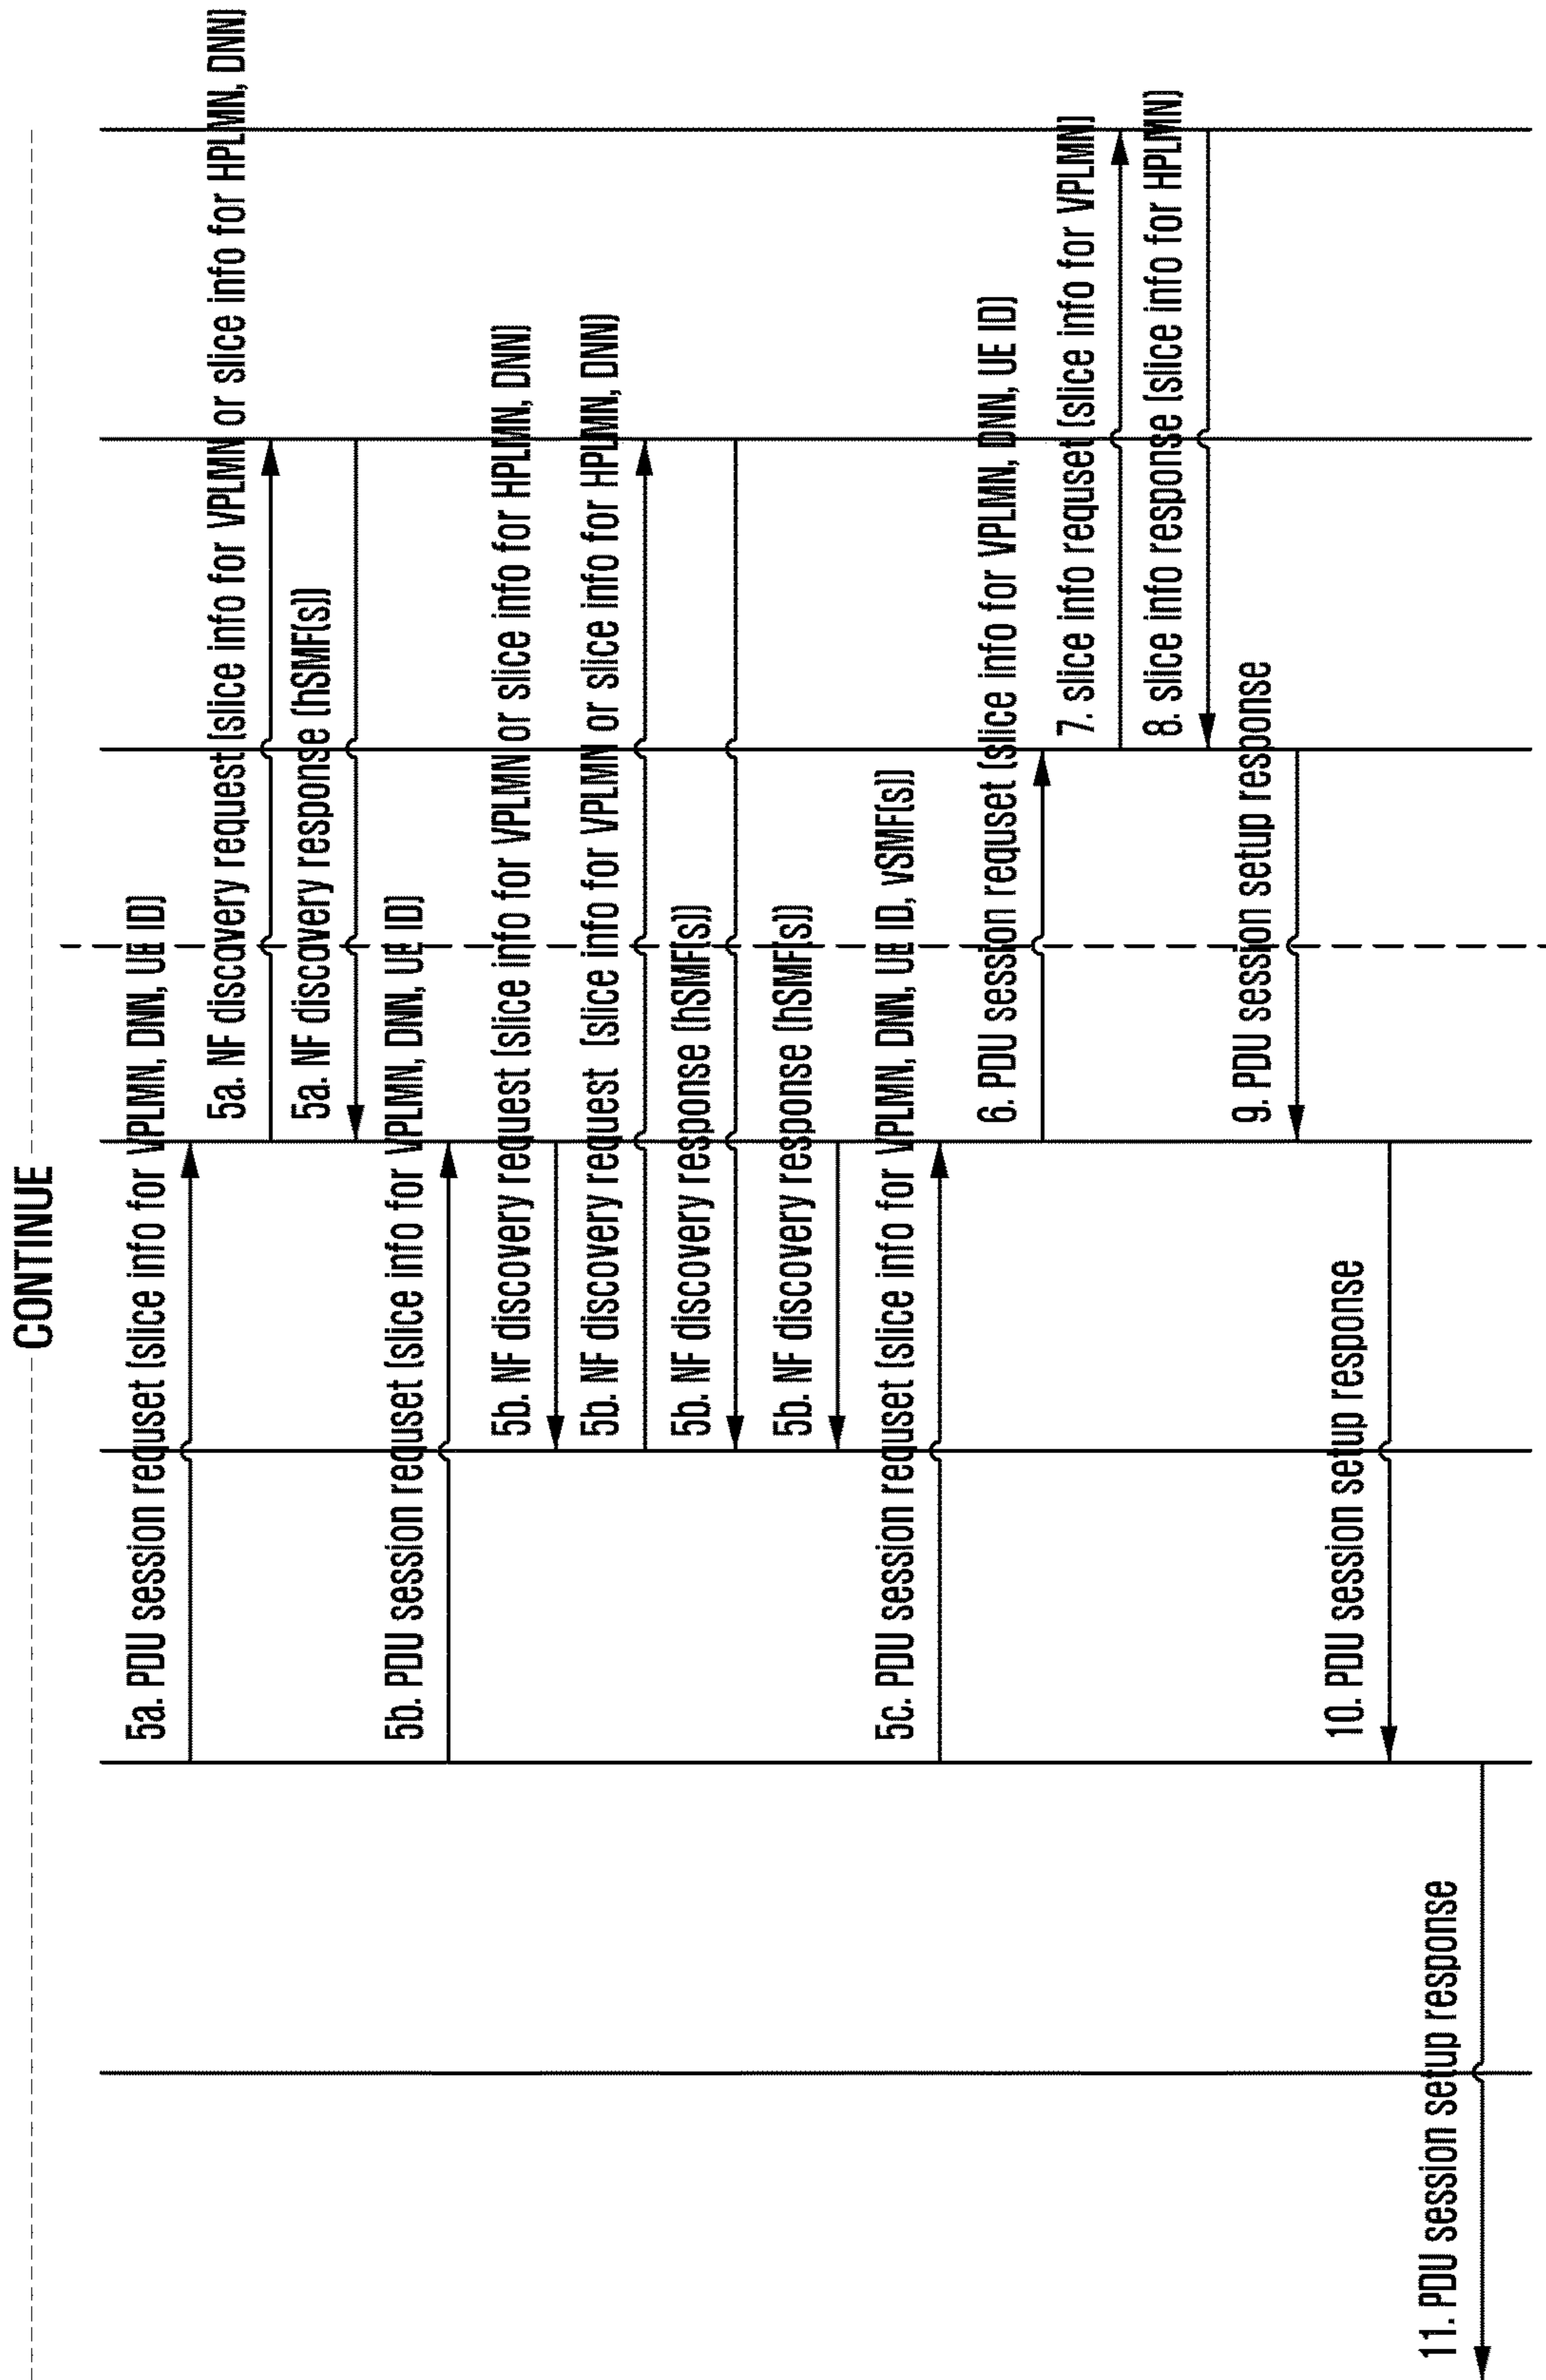 CONTINUE
5a. PDU session requset (slice info for VPLMN, DNN, UE ID)
5a. NF discovery request (slice info for VPLMN or slice info for HPLMN, DNN)
5a. NF discovery response (hSMF(s))
5b. PDU session requset (slice info for VPLMN, DNN, UE ID)
5b. NF discovery request (slice info for VPLMN or slice info for HPLMN, DNN)
5b. NF discovery request (slice info for VPLMN or slice info for HPLMN, DNN)
5b. NF discovery response (hSMF(s))
5b. NF discovery response (hSMF(s))
5c. PDU session requset (slice info for VPLMN, DNN, UE ID, vSMF(s))
6. PDU session requset (slice info for VPLMN, DNN, UE ID)
7. slice info requset (slice info for VPLMN)
8. slice info response (slice info for HPLMN)
9. PDU session setup response
10. PDU session setup response
11. PDU session setup response